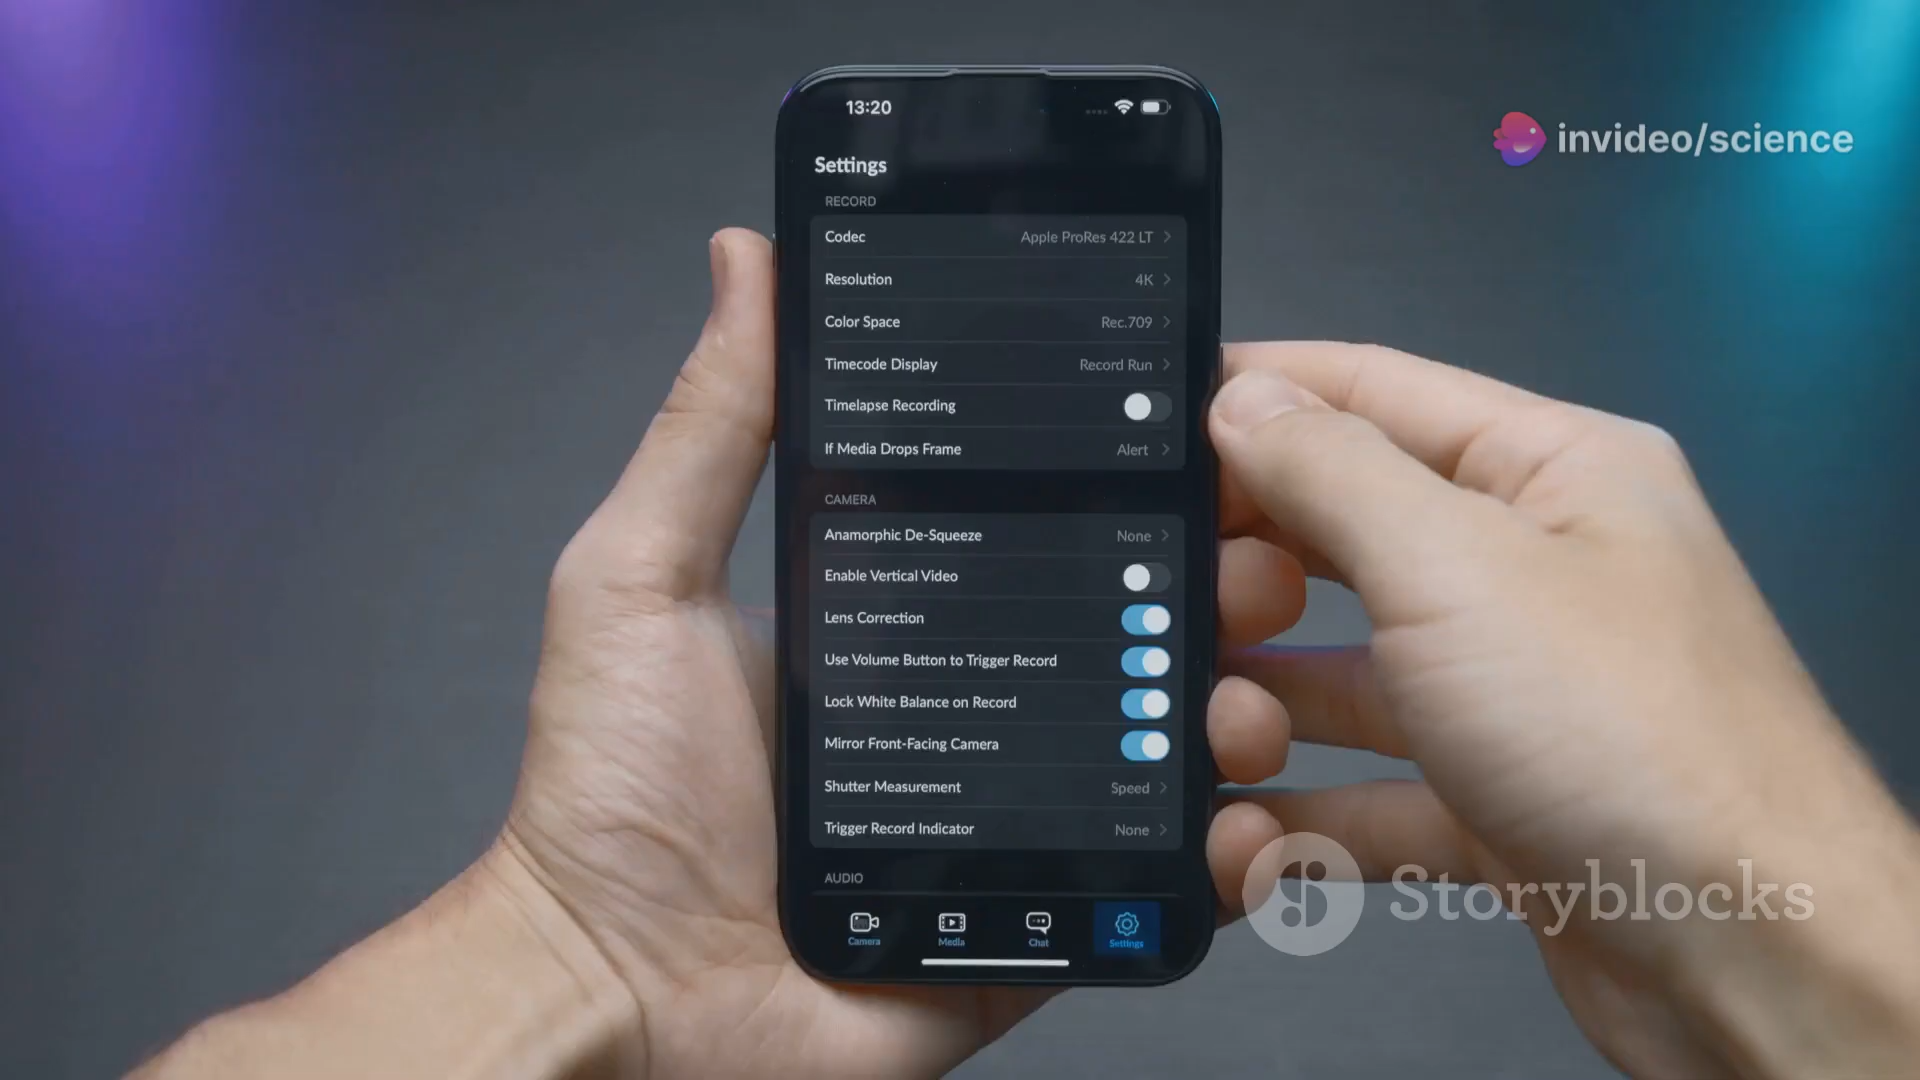 13:20
invideo/science
Settings
RECORD
Codec Apple ProRes 422 LT
Resolution 4K
Color Space Rec.709
Timecode Display Record Run
Timelapse Recording
If Media Drops Frame Alert
CAMERA
Anamorphic De-Squeeze None
Enable Vertical Video
Lens Correction
Use Volume Button to Trigger Record
Lock White Balance on Record
Mirror Front-Facing Camera
Shutter Measurement Speed
Trigger Record Indicator None
AUDIO
Storyblocks
Camera Media Chat Settings